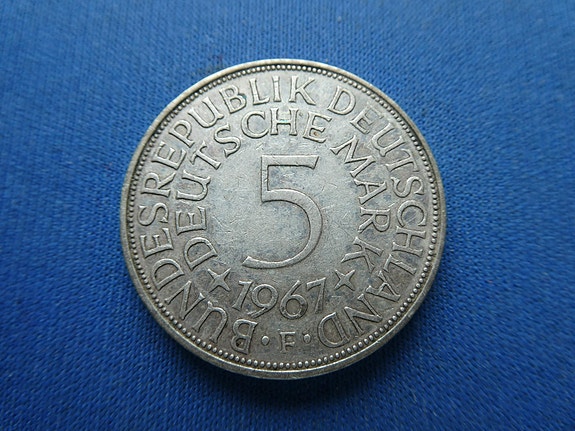 BUNDESREPUBLIK DEUTSCHLAND
DEUTSCHE MARK
5
1967
· F ·